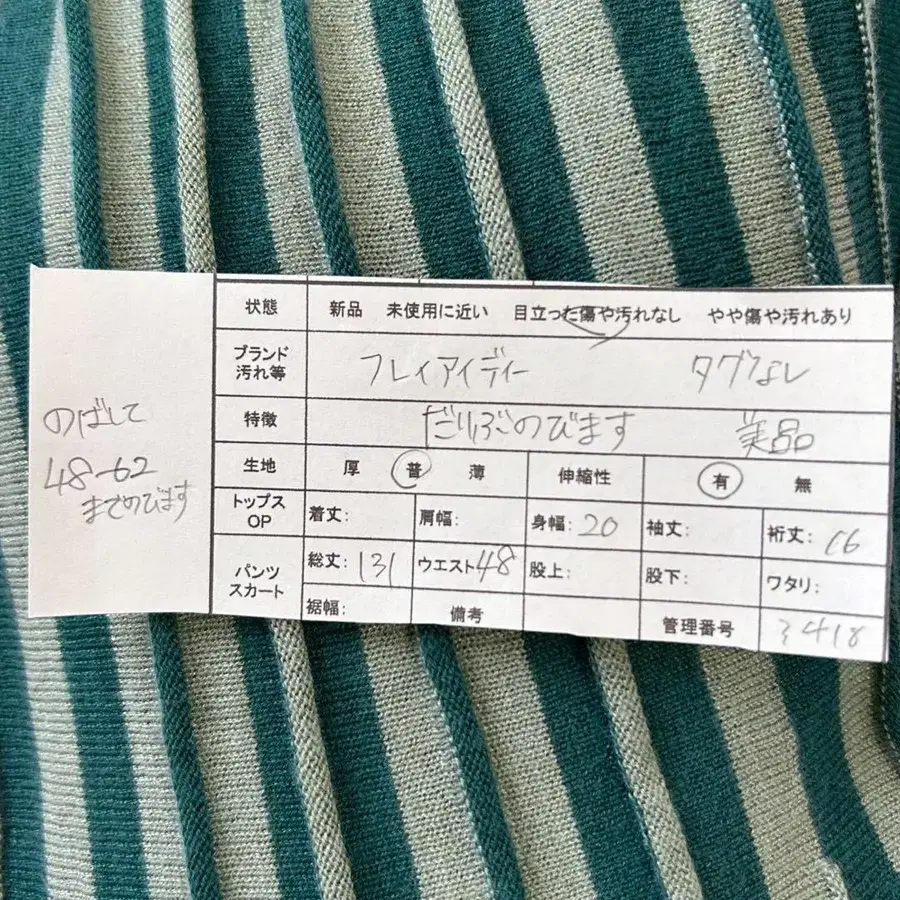 状態 新品 未使用に近い 目立った傷や汚れなし やや傷や汚れあり
ブランド 汚れ等 フレイアイディー タグなし
特徴 だいぶのびます 美品
生地 厚 普 薄 伸縮性 有 無
トップス OP 着丈: 肩幅: 身幅: 20 袖丈: 裄丈:
パンツ スカート 総丈: 131 ウエスト 48 股上: 股下: ワタリ:
裾幅: 備考 管理番号 3418
のばして
48-62
までのびます